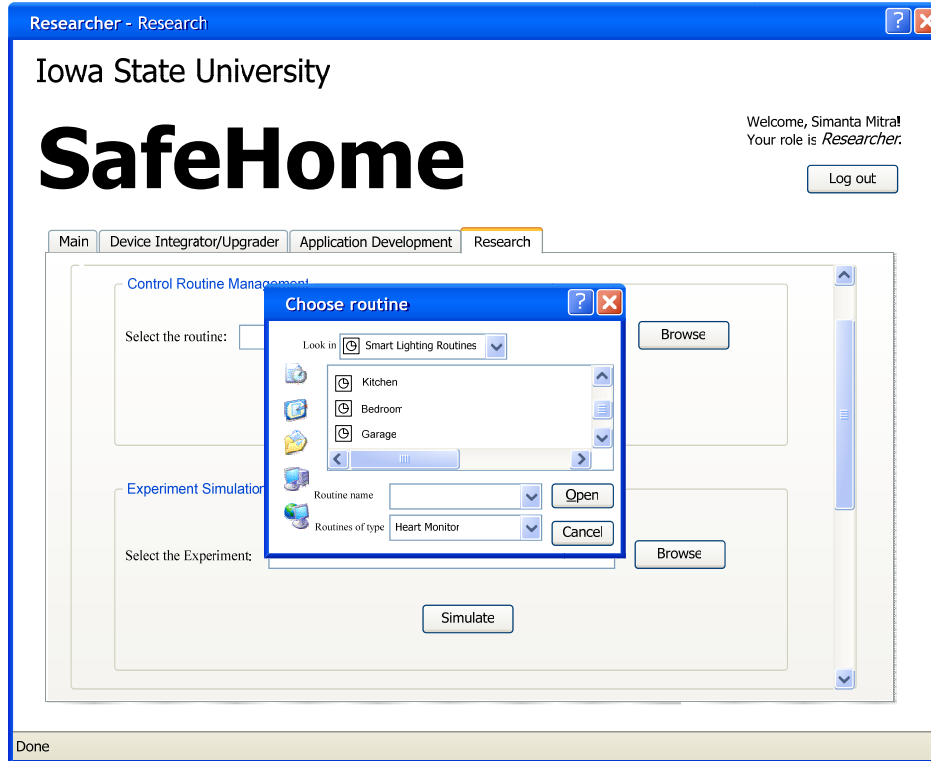 Researcher - Research
Iowa State University
SafeHome
Welcome, Simanta Mitra!
Your role is Researcher.
Log out
Main Device Integrator/Upgrader Application Development Research
Control Routine Management
Select the routine:
Browse
Choose routine
Look in Smart Lighting Routines
Kitchen
Bedroom
Garage
Routine name
Open
Routines of type Heart Monitor
Cancel
Experiment Simulation
Select the Experiment:
Browse
Simulate
Done